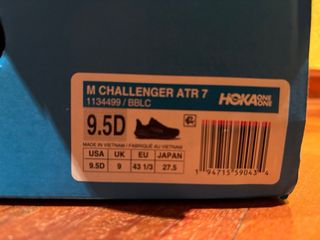 M CHALLENGER ATR 7
1134499 / BBLC
HOKA ONE ONE
9.5D
MADE IN VIETNAM / FABRIQUÉ AU VIETNAM
USA UK EU JAPAN
9.5D 9 43 1/3 27.5
1 94715 59043 4